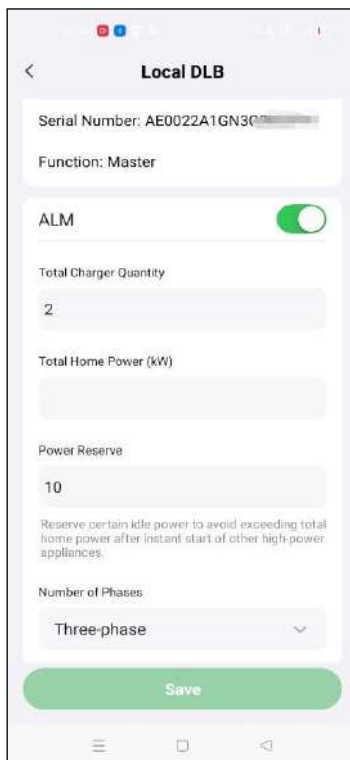 Local DLB
Serial Number: AE0022A1GN3
Function: Master
ALM
Total Charger Quantity
2
Total Home Power (kW)
Power Reserve
10
Reserve certain idle power to avoid exceeding total
home power after instant start of other high-power
appliances.
Number of Phases
Three-phase
Save